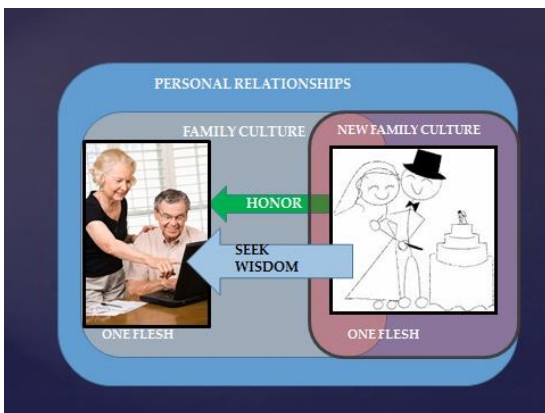 PERSONAL RELATIONSHIPS
FAMILY CULTURE
NEW FAMILY CULTURE
HONOR
SEEK
WISDOM
ONE FLESH
ONE FLESH